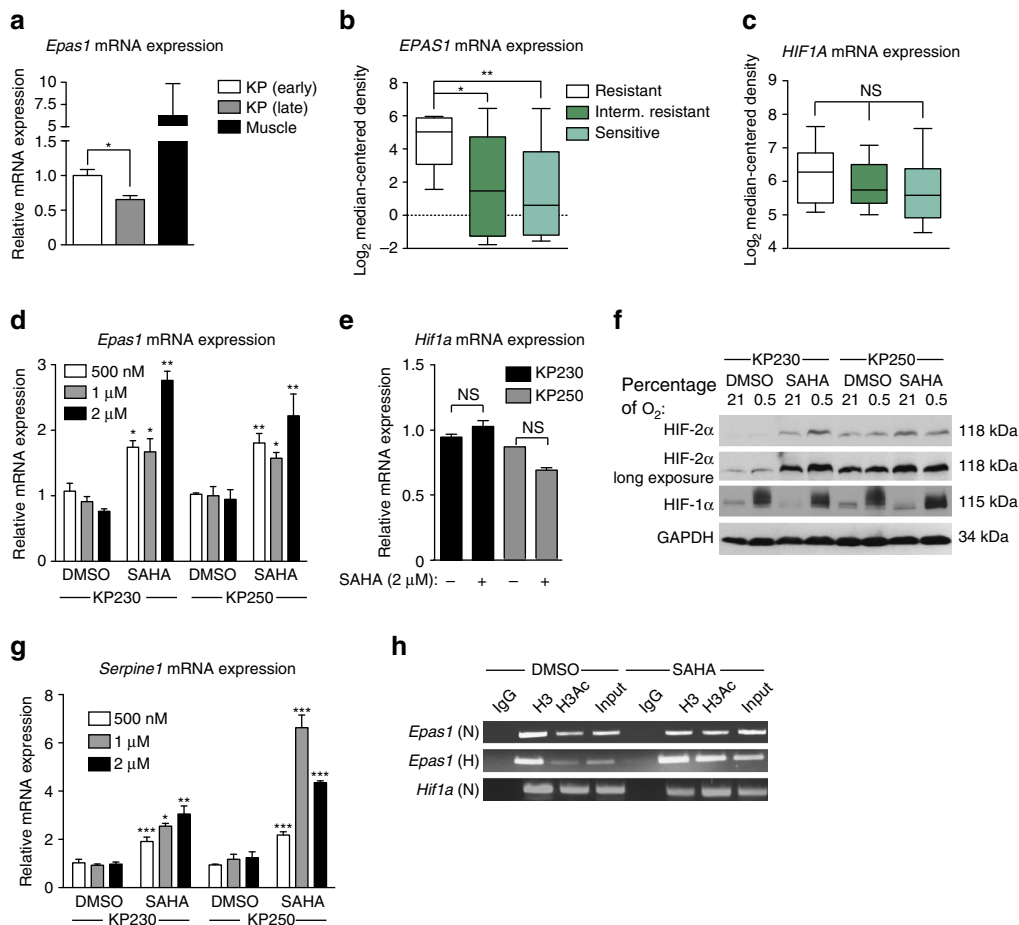 a
Epas1 mRNA expression
Relative mRNA expression
10
7.5
5
1.5
1.0
0.5
0
*
KP (early)
KP (late)
Muscle
b
EPAS1 mRNA expression
Log2 median-centered density
8
6
4
2
0
−2
**
*
Resistant
Interm. resistant
Sensitive
c
HIF1A mRNA expression
Log2 median-centered density
9
8
7
6
5
4
NS
d
Epas1 mRNA expression
Relative mRNA expression
3
2
1
0
500 nM
1 μM
2 μM
* * ** ** * **
DMSO SAHA DMSO SAHA
KP230 KP250
e
Hif1a mRNA expression
Relative mRNA expression
1.5
1.0
0.5
0
KP230
KP250
NS
NS
SAHA (2 μM): − + − +
f
KP230 KP250
DMSO SAHA DMSO SAHA
Percentage of O2:
21 0.5 21 0.5 21 0.5 21 0.5
HIF-2α 118 kDa
HIF-2α long exposure 118 kDa
HIF-1α 115 kDa
GAPDH 34 kDa
g
Serpine1 mRNA expression
Relative mRNA expression
8
6
4
2
0
500 nM
1 μM
2 μM
*** * ** *** *** ***
DMSO SAHA DMSO SAHA
KP230 KP250
h
DMSO SAHA
IgG H3 H3Ac Input IgG H3 H3Ac Input
Epas1 (N)
Epas1 (H)
Hif1a (N)